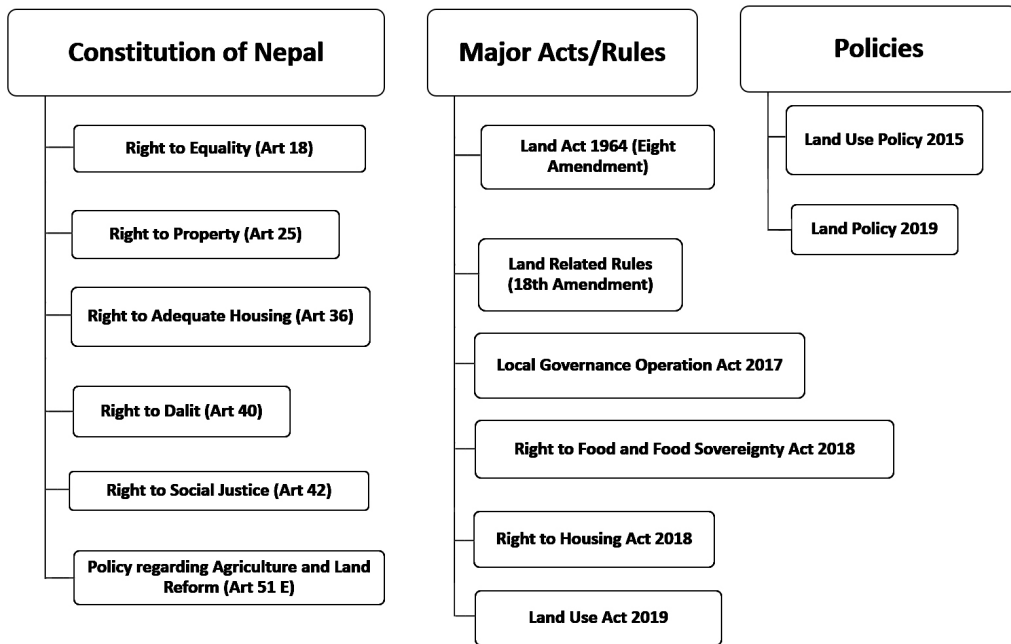 Constitution of Nepal
Right to Equality (Art 18)
Right to Property (Art 25)
Right to Adequate Housing (Art 36)
Right to Dalit (Art 40)
Right to Social Justice (Art 42)
Policy regarding Agriculture and Land
Reform (Art 51 E)
Major Acts/Rules
Land Act 1964 (Eight
Amendment)
Land Related Rules
(18th Amendment)
Local Governance Operation Act 2017
Right to Food and Food Sovereignty Act 2018
Right to Housing Act 2018
Land Use Act 2019
Policies
Land Use Policy 2015
Land Policy 2019